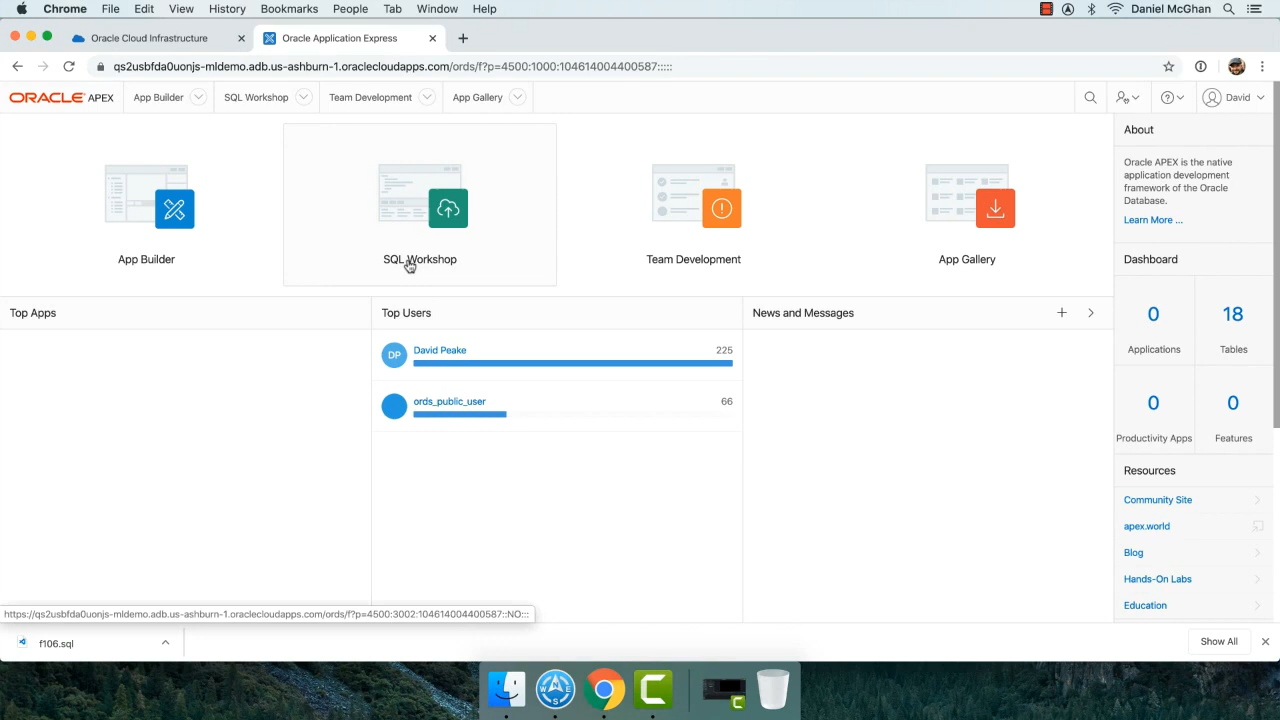 Chrome File Edit View History Bookmarks People Tab Window Help Daniel McGhan
Oracle Cloud Infrastructure Oracle Application Express
qs2usbfda0uonjs-mldemo.adb.us-ashburn-1.oraclecloudapps.com/ords/f?p=4500:1000:104614004400587:::::
ORACLE APEX App Builder SQL Workshop Team Development App Gallery David
App Builder
SQL Workshop
Team Development
App Gallery
About
Oracle APEX is the native
application development
framework of the Oracle
Database.
Learn More ...
Dashboard
0
Applications
18
Tables
0
Productivity Apps
0
Features
Resources
Community Site
apex.world
Blog
Hands-On Labs
Education
Top Apps
Top Users
DP David Peake 225
ords_public_user 66
News and Messages
https://qs2usbfda0uonjs-mldemo.adb.us-ashburn-1.oraclecloudapps.com/ords/f?p=4500:3002:104614004400587::NO:::
f106.sql
Show All
W E S
C
C